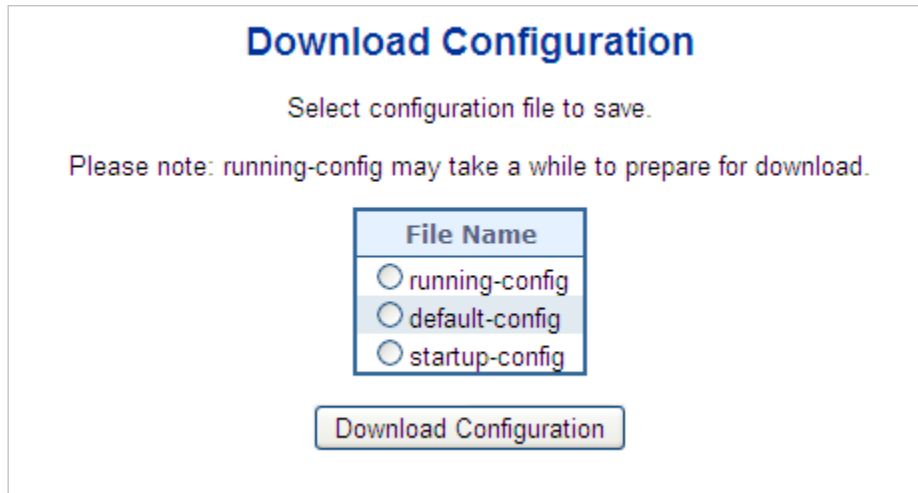 Download Configuration
Select configuration file to save.
Please note: running-config may take a while to prepare for download.
File Name
running-config
default-config
startup-config
Download Configuration